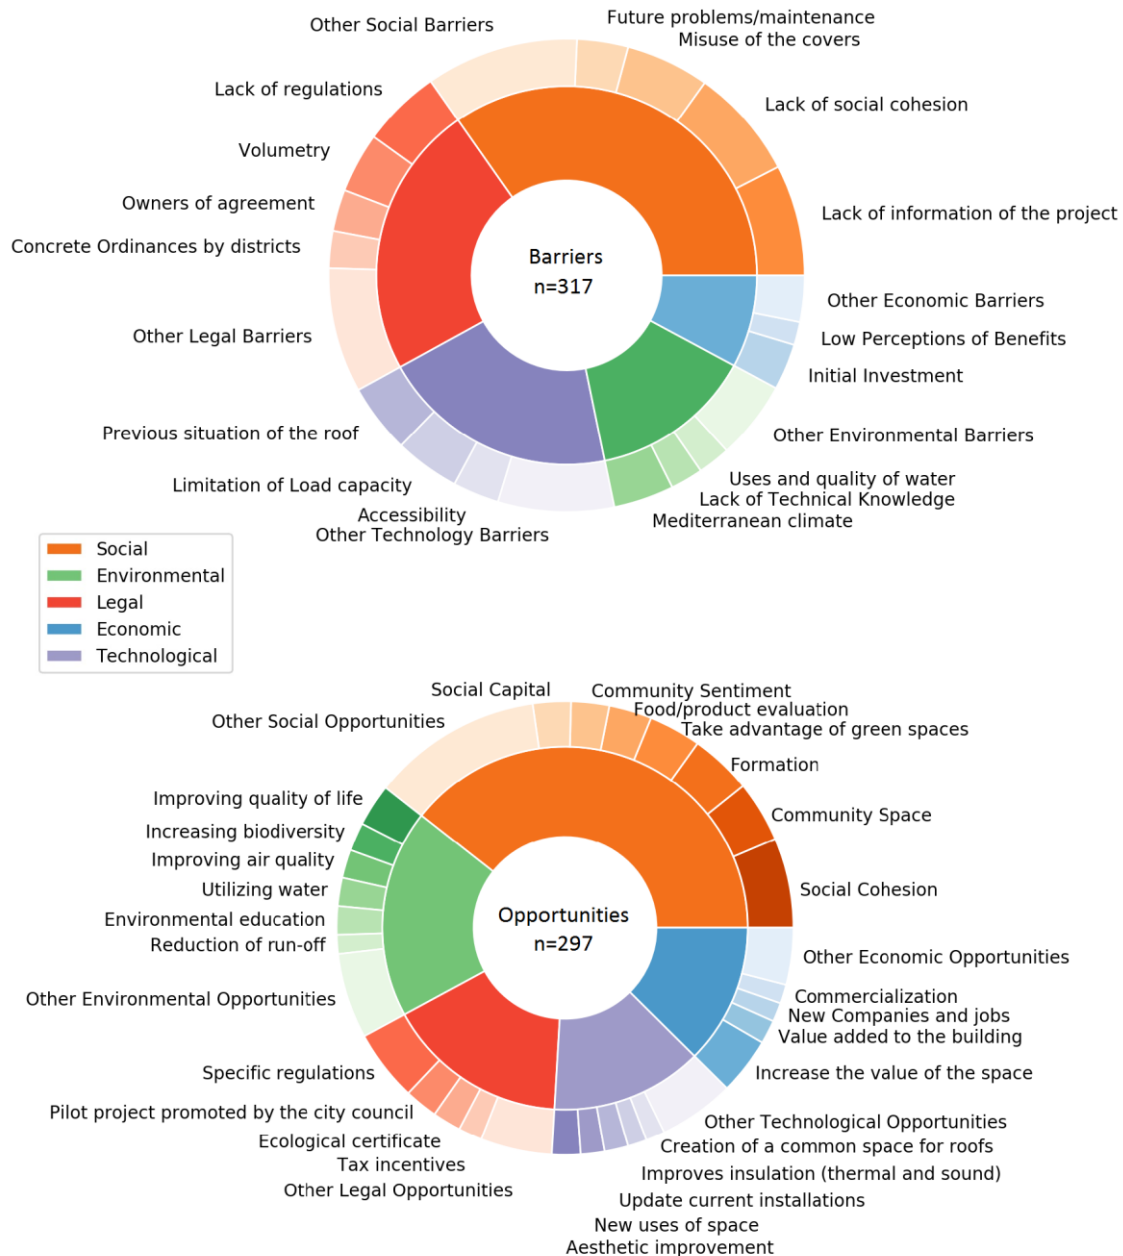 Other Social Barriers
Future problems/maintenance
Misuse of the covers
Lack of regulations
Lack of social cohesion
Volumetry
Owners of agreement
Lack of information of the project
Concrete Ordinances by districts
Barriers
n=317
Other Economic Barriers
Other Legal Barriers
Low Perceptions of Benefits
Initial Investment
Previous situation of the roof
Other Environmental Barriers
Limitation of Load capacity
Uses and quality of water
Lack of Technical Knowledge
Accessibility
Mediterranean climate
Other Technology Barriers
Social
Environmental
Legal
Economic
Technological
Social Capital
Community Sentiment
Other Social Opportunities
Food/product evaluation
Take advantage of green spaces
Formation
Improving quality of life
Community Space
Increasing biodiversity
Improving air quality
Utilizing water
Social Cohesion
Environmental education
Opportunities
n=297
Reduction of run-off
Other Economic Opportunities
Other Environmental Opportunities
Commercialization
New Companies and jobs
Value added to the building
Specific regulations
Increase the value of the space
Pilot project promoted by the city council
Other Technological Opportunities
Ecological certificate
Creation of a common space for roofs
Tax incentives
Improves insulation (thermal and sound)
Other Legal Opportunities
Update current installations
New uses of space
Aesthetic improvement